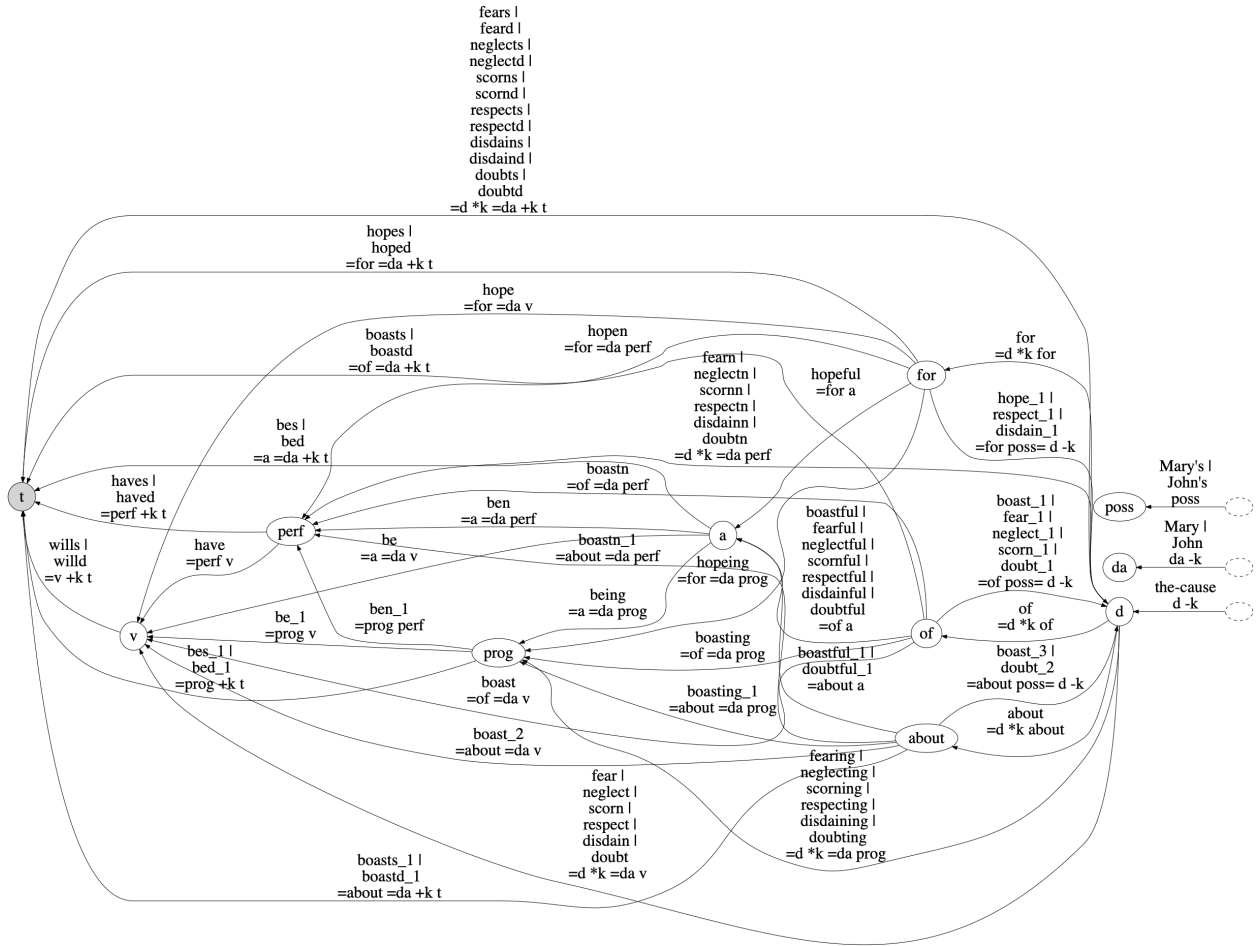 fears |
feard |
neglects |
neglectd |
scorns |
scornd |
respects |
respectd |
disdains |
disdaind |
doubts |
doubtd
=d *k =da +k t
hopes |
hoped
=for =da +k t
hope
=for =da v
boasts |
boastd
=of =da +k t
hopen
=for =da perf
fearn |
neglectn |
scornn |
respectn |
disdainn |
doubtn
=d *k =da perf
hopeful
=for a
for
for
=d *k for
hope_1 |
respect_1 |
disdain_1
=for poss= d -k
bes |
bed
=a =da +k t
haves |
haved
=perf +k t
t
boastn
=of =da perf
ben
=a =da perf
perf
be
=a =da v
boastn_1
=about =da perf
a
hopeing
=for =da prog
boastful |
fearful |
neglectful |
scornful |
respectful |
disdainful |
doubtful
=of a
boast_1 |
fear_1 |
neglect_1 |
scorn_1 |
doubt_1
=of poss= d -k
poss
Mary's |
John's
poss
da
Mary |
John
da -k
the-cause
d -k
d
wills |
willd
=v +k t
have
=perf v
being
=a =da prog
of
=d *k of
be_1
=prog v
ben_1
=prog perf
v
prog
of
bes_1 |
bed_1
=prog +k t
boasting
=of =da prog
boastful_1 |
doubtful_1
=about a
boast_3 |
doubt_2
=about poss= d -k
boast
=of =da v
boasting_1
=about =da prog
about
=d *k about
about
boast_2
=about =da v
fear |
neglect |
scorn |
respect |
disdain |
doubt
=d *k =da v
fearing |
neglecting |
scorning |
respecting |
disdaining |
doubting
=d *k =da prog
boasts_1 |
boastd_1
=about =da +k t